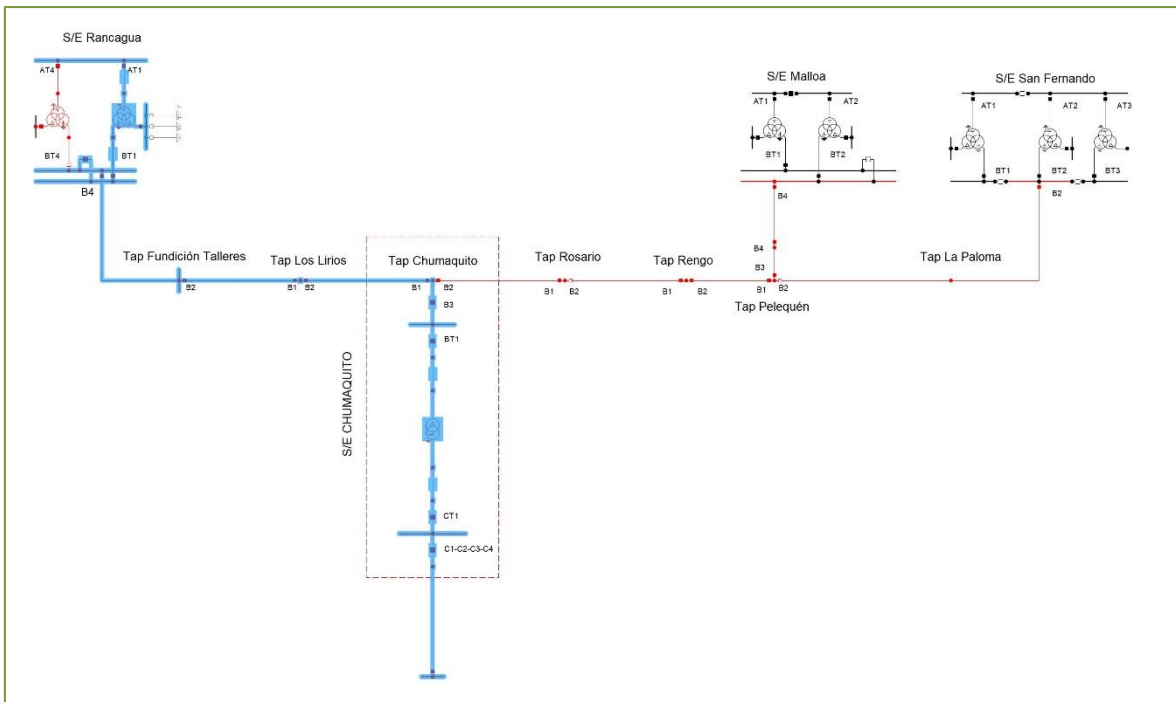 S/E Rancagua
AT4
AT1
BT4
BT1
B4
S/E Malloa
AT1
AT2
BT1
BT2
B4
S/E San Fernando
AT1
AT2
AT3
BT1
BT2
BT3
B2
Tap Fundición Talleres
B2
Tap Los Lirios
B1 B2
Tap Chumaquito
B1 B2
B3
BT1
S/E CHUMAQUITO
CT1
C1-C2-C3-C4
Tap Rosario
B1 B2
Tap Rengo
B1 B2
B4
B3
B1 B2
Tap Pelequén
Tap La Paloma